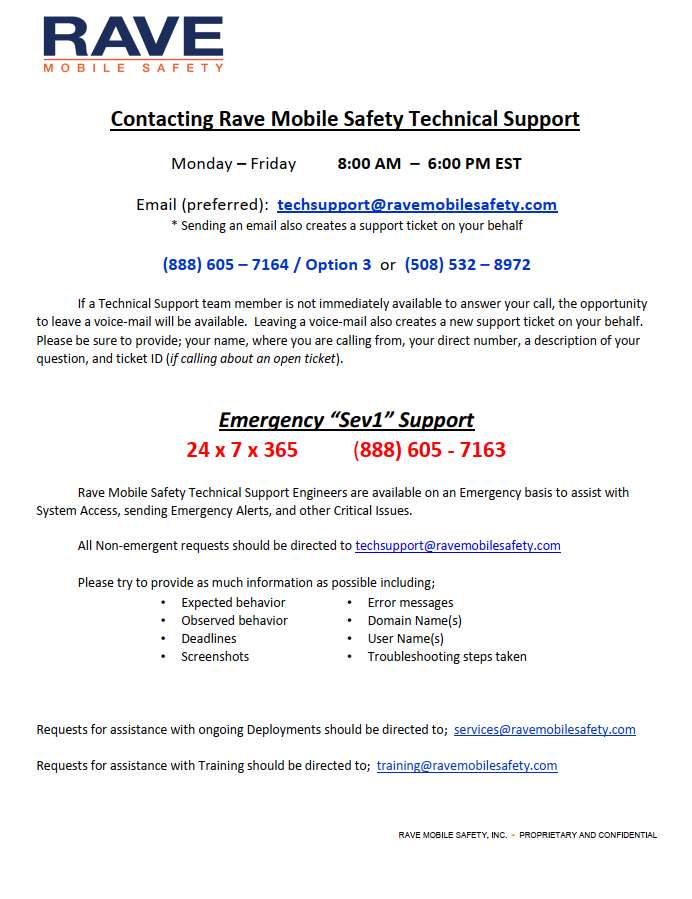 RAVE
MOBILE SAFETY
Contacting Rave Mobile Safety Technical Support
Monday – Friday 8:00 AM – 6:00 PM EST
Email (preferred): techsupport@ravemobilesafety.com
* Sending an email also creates a support ticket on your behalf
(888) 605 – 7164 / Option 3 or (508) 532 – 8972
If a Technical Support team member is not immediately available to answer your call, the opportunity
to leave a voice-mail will be available. Leaving a voice-mail also creates a new support ticket on your behalf.
Please be sure to provide; your name, where you are calling from, your direct number, a description of your
question, and ticket ID (if calling about an open ticket).
Emergency “Sev1” Support
24 x 7 x 365 (888) 605 - 7163
Rave Mobile Safety Technical Support Engineers are available on an Emergency basis to assist with
System Access, sending Emergency Alerts, and other Critical Issues.
All Non-emergent requests should be directed to techsupport@ravemobilesafety.com
Please try to provide as much information as possible including;
• Expected behavior • Error messages
• Observed behavior • Domain Name(s)
• Deadlines • User Name(s)
• Screenshots • Troubleshooting steps taken
Requests for assistance with ongoing Deployments should be directed to; services@ravemobilesafety.com
Requests for assistance with Training should be directed to; training@ravemobilesafety.com
RAVE MOBILE SAFETY, INC. • PROPRIETARY AND CONFIDENTIAL